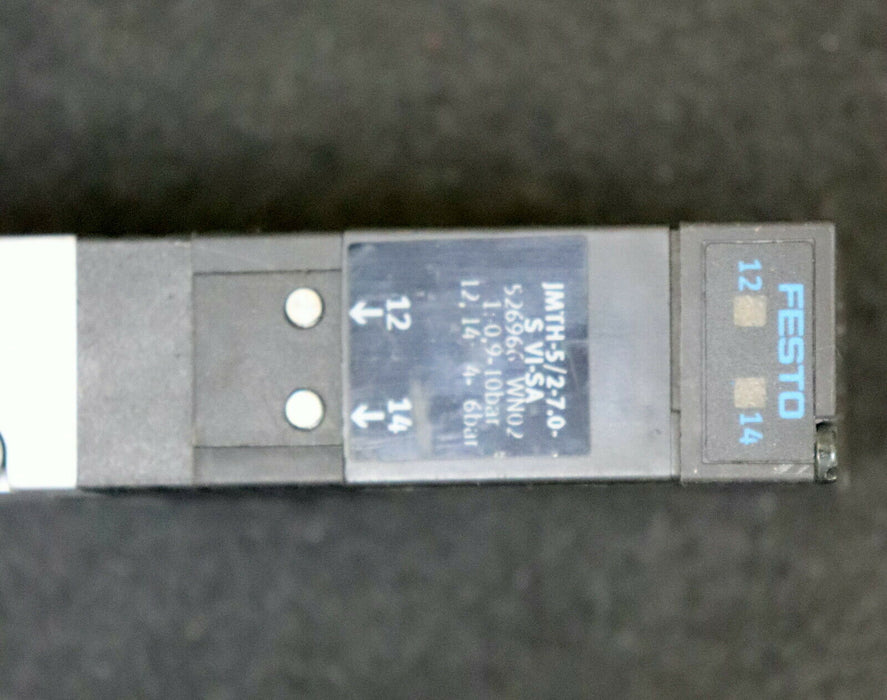 FESTO
12 14
JMTH-5/2-7.0-
S VI-SA
526966 WN02
1: 0,9-10bar
12, 14: 4- 6bar
12 14